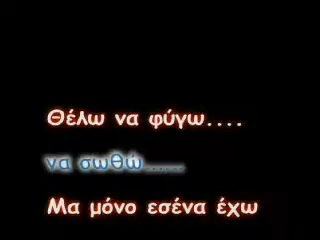 Θέλω να φύγω....
να σωθώ......
Μα μόνο εσένα έχω